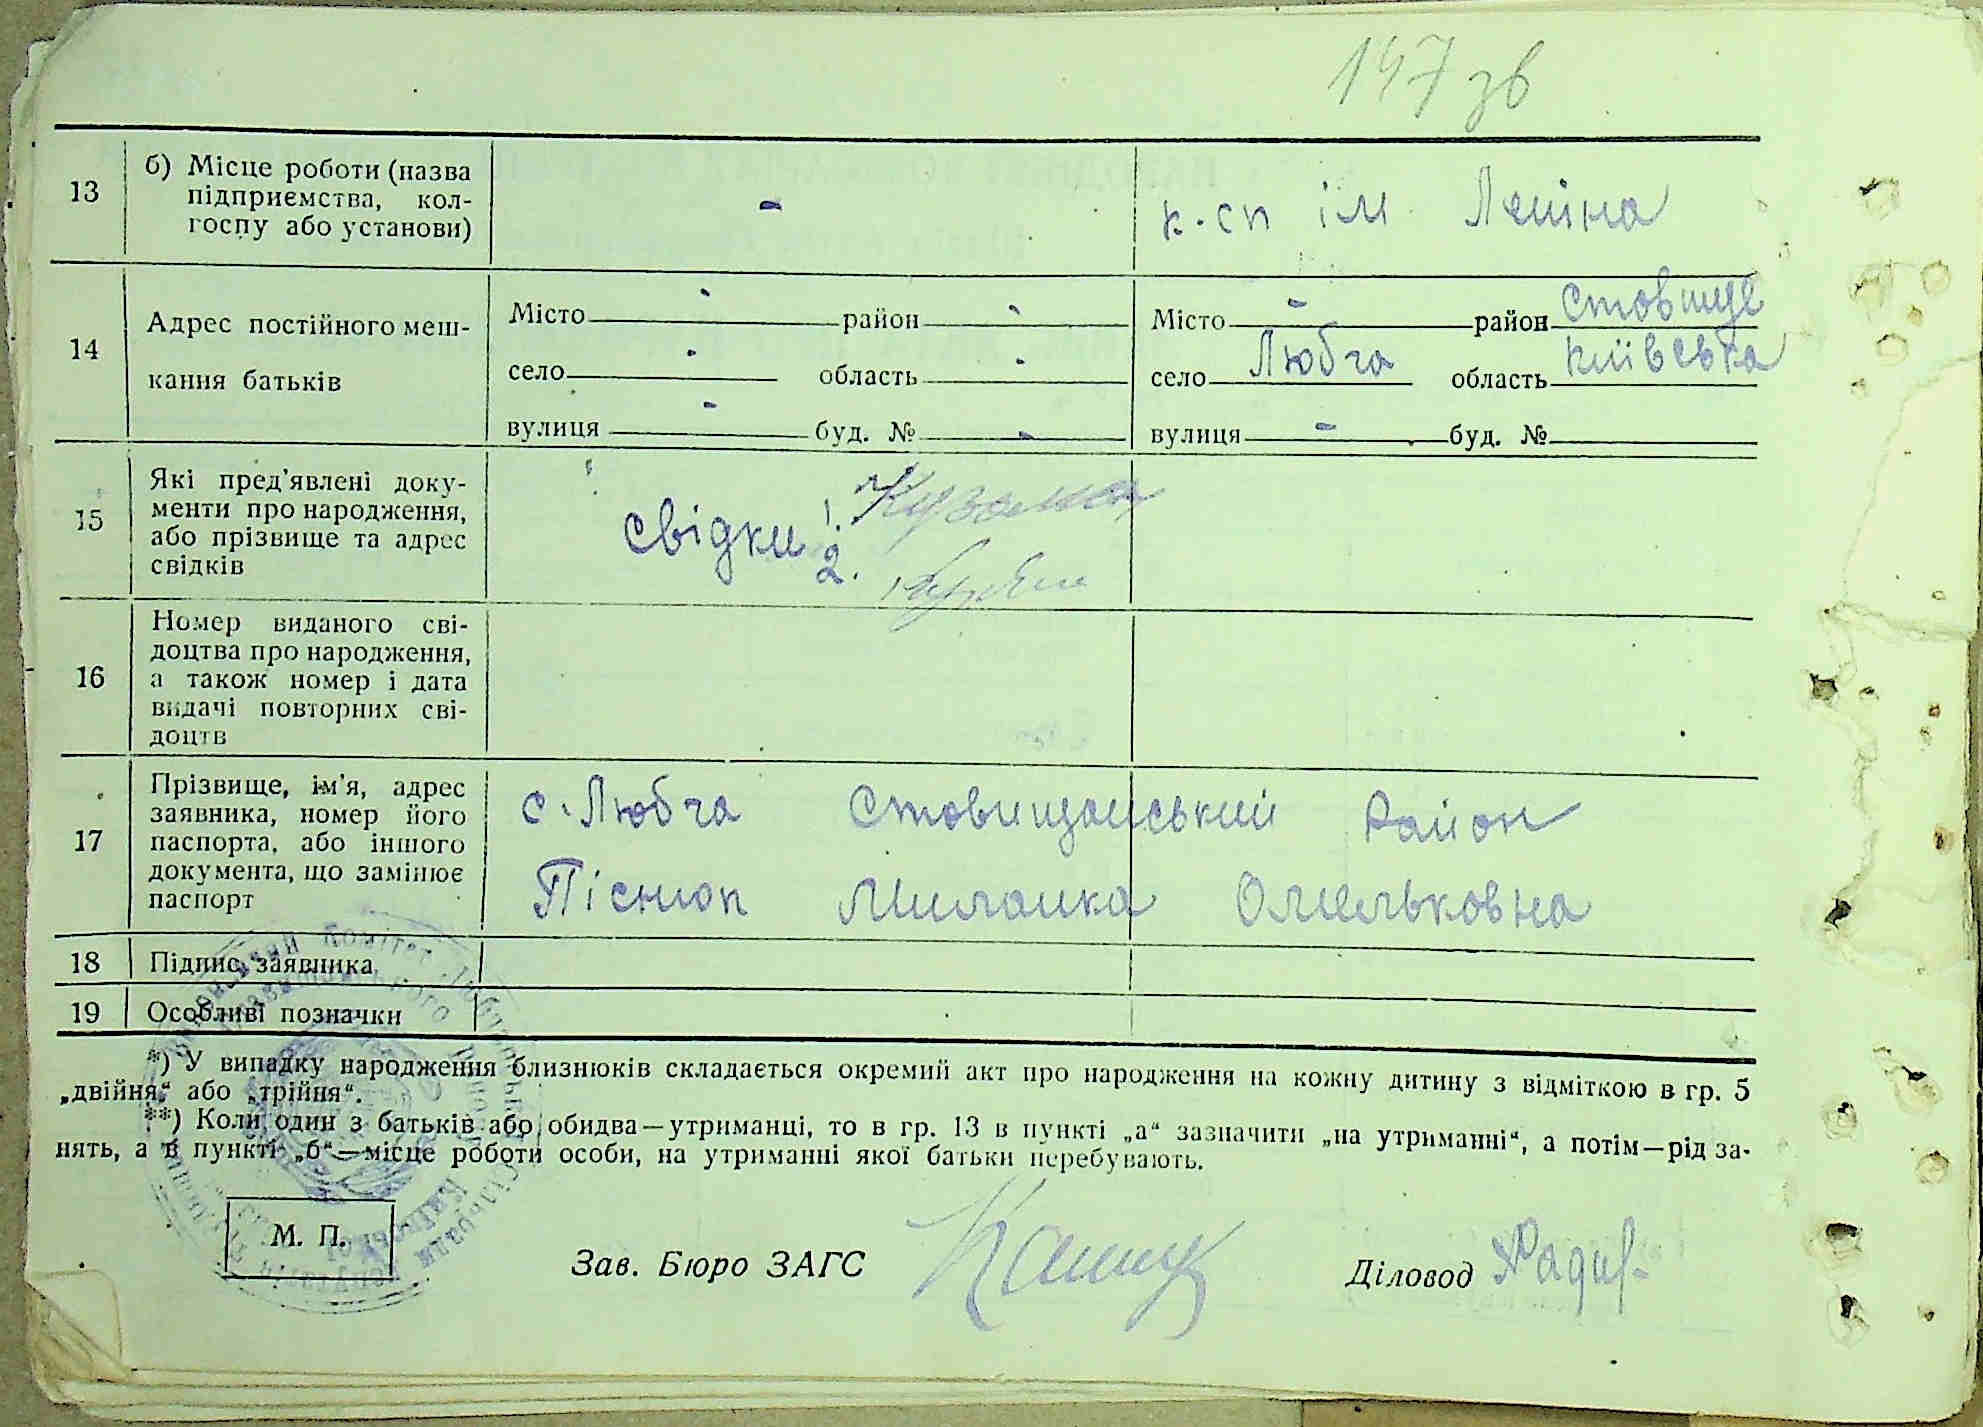 147 зв
13
б) Місце роботи (назва
підприємства, кол-
госпу або установи)
-
к-сп ім Леніна
14
Адрес постійного меш-
кання батьків
Місто - район -
село - область -
вулиця - буд. № -
Місто - район Ставище
село Любча область Київська
вулиця - буд. №
15
Які пред'явлені доку-
менти про народження,
або прізвище та адрес
свідків
Свідки 1.
2.
16
Номер виданого сві-
доцтва про народження,
а також номер і дата
видачі повторних сві-
доцтв
17
Прізвище, ім'я, адрес
заявника, номер його
паспорта, або іншого
документа, що замінює
паспорт
с. Любча Ставищанський Район
Омельковна
18
Підпис заявника
19
Особливі позначки
*) У випадку народження близнюків складається окремий акт про народження на кожну дитину з відміткою в гр. 5
„двійня“ або „трійня“.
**) Коли один з батьків або обидва—утриманці, то в гр. 13 в пункті „а“ зазначити „на утриманні“, а потім—рід за-
нять, а в пункті „б“—місце роботи особи, на утриманні якої батьки перебувають.
М. П.
Зав. Бюро ЗАГС
Діловод